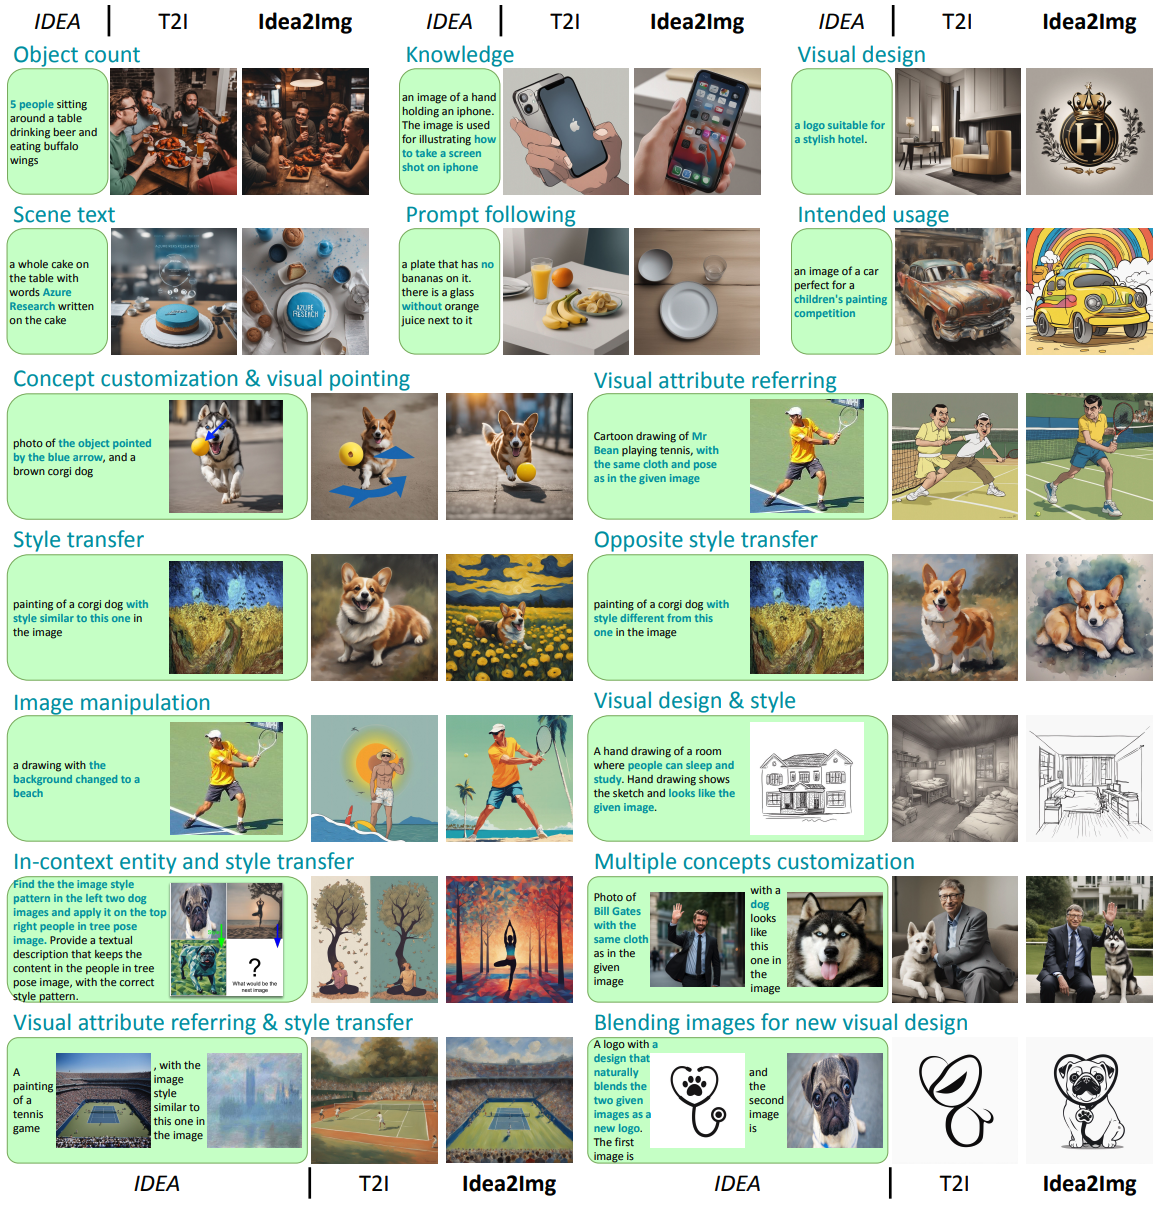 IDEA T2I Idea2Img IDEA T2I Idea2Img IDEA T2I Idea2Img
Object count
5 people sitting
around a table
drinking beer and
eating buffalo
wings
Knowledge
an image of a hand
holding an iphone.
The image is used
for illustrating how
to take a screen
shot on iphone
Visual design
a logo suitable for
a stylish hotel.
H
Scene text
a whole cake on
the table with
words Azure
Research written
on the cake
Prompt following
a plate that has no
bananas on it.
there is a glass
without orange
juice next to it
Intended usage
an image of a car
perfect for a
children's painting
competition
Concept customization & visual pointing
photo of the object pointed
by the blue arrow, and a
brown corgi dog
Visual attribute referring
Cartoon drawing of Mr
Bean playing tennis, with
the same cloth and pose
as in the given image
Style transfer
painting of a corgi dog with
style similar to this one in
the image
Opposite style transfer
painting of a corgi dog with
style different from this
one in the image
Image manipulation
a drawing with the
background changed to a
beach
Visual design & style
A hand drawing of a room
where people can sleep and
study. Hand drawing shows
the sketch and looks like the
given image.
In-context entity and style transfer
Find the the image style
pattern in the left two dog
images and apply it on the top
right people in tree pose
image. Provide a textual
description that keeps the
content in the people in tree
pose image, with the correct
style pattern.
?
What would be the
next image
Multiple concepts customization
Photo of
Bill Gates
with the
same cloth
as in the
given
image
with a
dog
looks
like
this
one in
the
image
Visual attribute referring & style transfer
A
painting
of a
tennis
game
, with the
image
style
similar to
this one in
the image
Blending images for new visual design
A logo with a
design that
naturally
blends the
two given
images as a
new logo.
The first
image is
and
the
second
image
is
IDEA T2I Idea2Img IDEA T2I Idea2Img